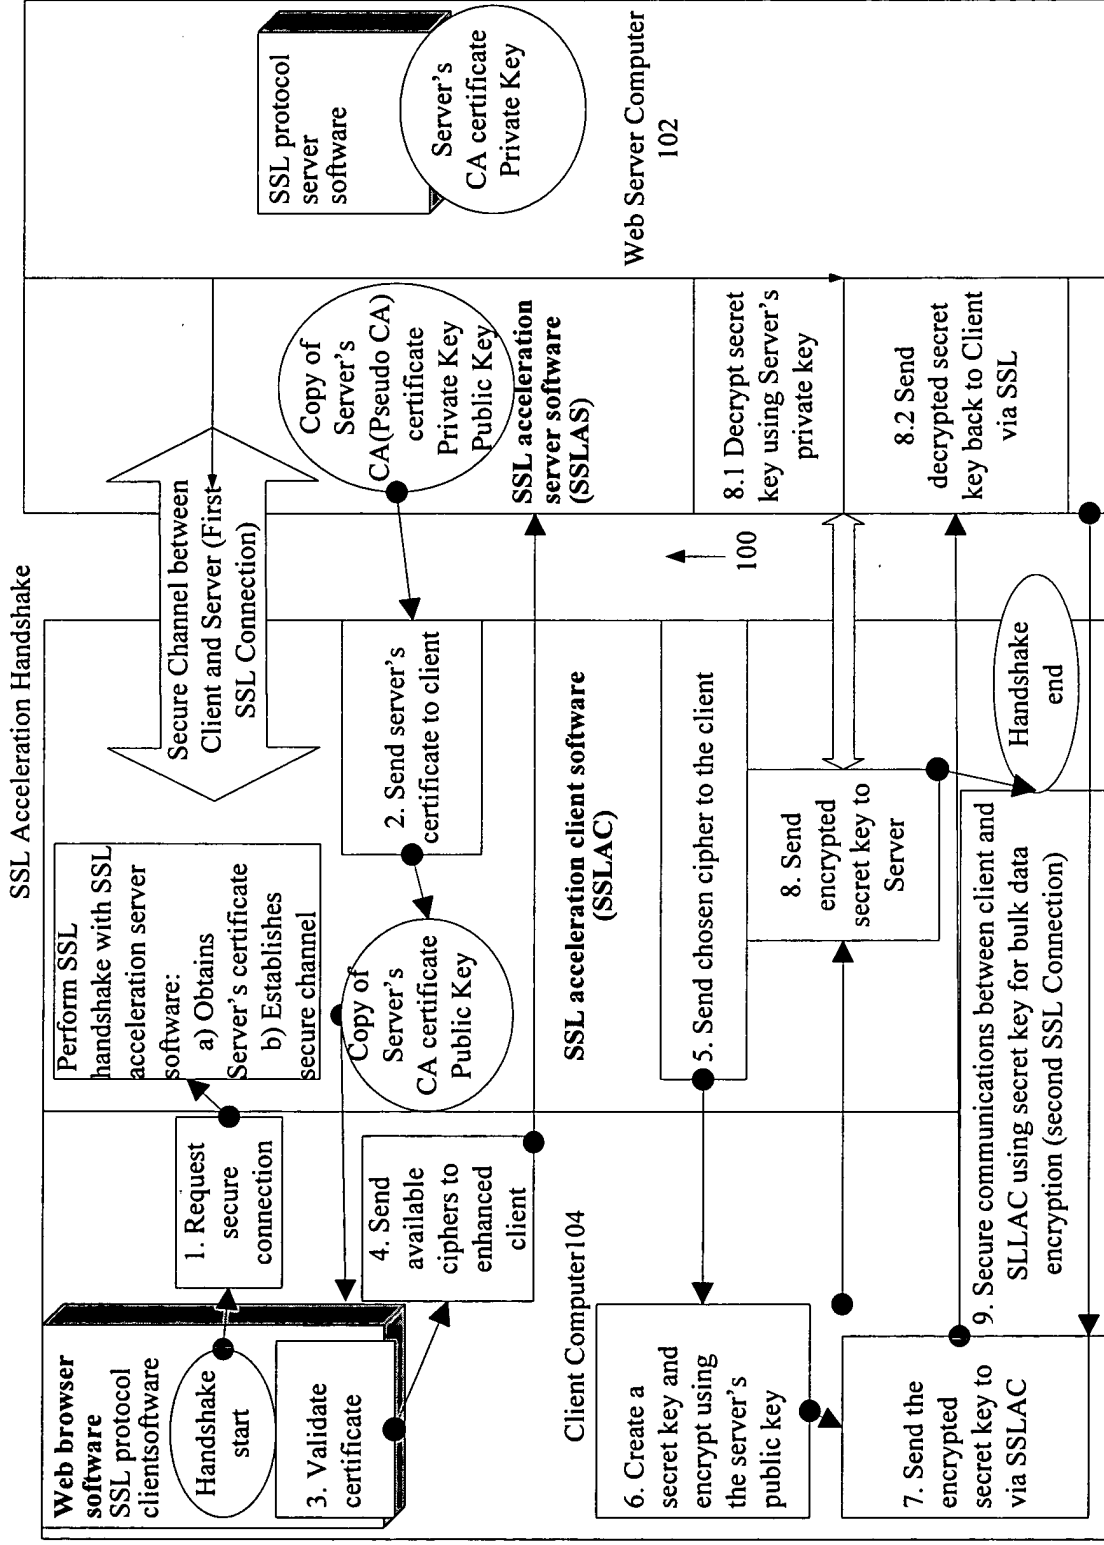 SSL Acceleration Handshake
Web browser
software
SSL protocol
clientsoftware
Handshake
start
3. Validate
certificate
1. Request
secure
connection
Perform SSL
handshake with SSL
acceleration server
software:
a) Obtains
Server's certificate
b) Establishes
secure channel
Secure Channel between
Client and Server (First
SSL Connection)
SSL protocol
server
software
Server's
CA certificate
Private Key
Copy of
Server's
CA(Pseudo CA)
certificate
Private Key
Public Key
2. Send server's
certificate to client
Copy of
Server's
CA certificate
Public Key
4. Send
available
ciphers to
enhanced
client
SSL acceleration
server software
(SSLAS)
SSL acceleration client software
(SSLAC)
Client Computer104
Web Server Computer
102
100
5. Send chosen cipher to the client
6. Create a
secret key and
encrypt using
the server's
public key
7. Send the
encrypted
secret key to
via SSLAC
8. Send
encrypted
secret key to
Server
8.1 Decrypt secret
key using Server's
private key
8.2 Send
decrypted secret
key back to Client
via SSL
Handshake
end
9. Secure communications between client and
SLLAC using secret key for bulk data
encryption (second SSL Connection)